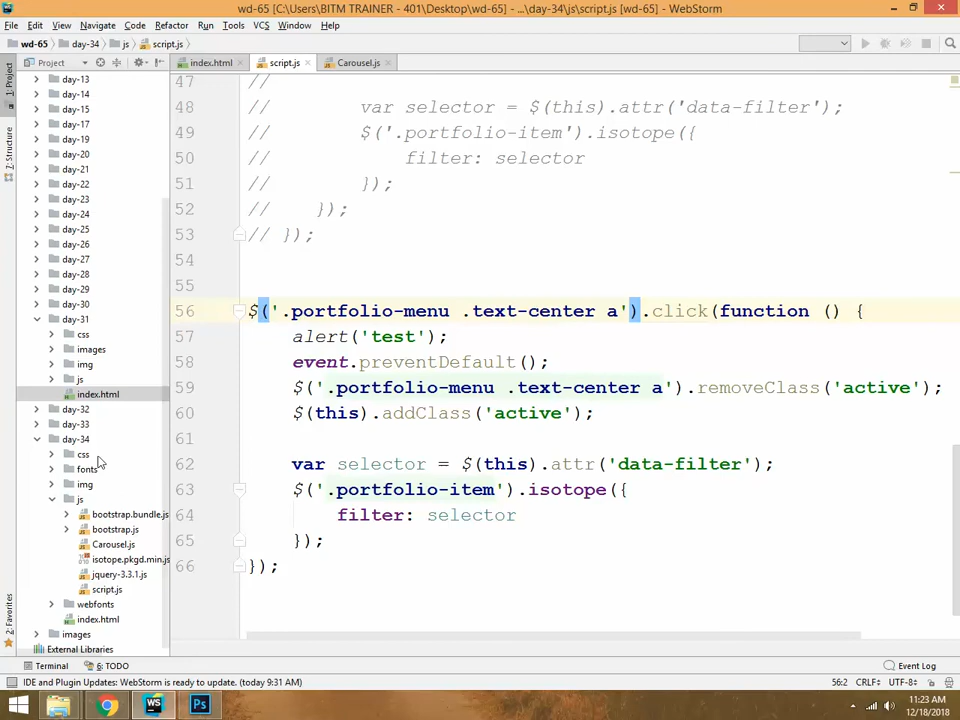 wd-65 [C:\Users\BITM TRAINER - 401\Desktop\wd-65] - ...\day-34\js\script.js [wd-65] - WebStorm
File Edit View Navigate Code Refactor Run Tools VCS Window Help
wd-65 day-34 js script.js
Project index.html script.js Carousel.js
1: Project
7: Structure
2: Favorites
day-13
day-14
day-15
day-17
day-19
day-20
day-21
day-22
day-23
day-24
day-25
day-26
day-27
day-28
day-29
day-30
day-31
css
images
img
js
index.html
day-32
day-33
day-34
css
fonts
img
js
bootstrap.bundle.js
bootstrap.js
Carousel.js
isotope.pkgd.min.js
jquery-3.3.1.js
script.js
webfonts
index.html
images
External Libraries
47 //
48 // var selector = $(this).attr('data-filter');
49 // $('.portfolio-item').isotope({
50 // filter: selector
51 // });
52 // });
53 // });
54
55
56 $('.portfolio-menu .text-center a').click(function () {
57 alert('test');
58 event.preventDefault();
59 $('.portfolio-menu .text-center a').removeClass('active');
60 $(this).addClass('active');
61
62 var selector = $(this).attr('data-filter');
63 $('.portfolio-item').isotope({
64 filter: selector
65 });
66 });
Terminal 6: TODO Event Log
IDE and Plugin Updates: WebStorm is ready to update. (today 9:31 AM) 56:2 CRLF÷ UTF-8÷
WS Ps 11:23 AM
12/18/2018